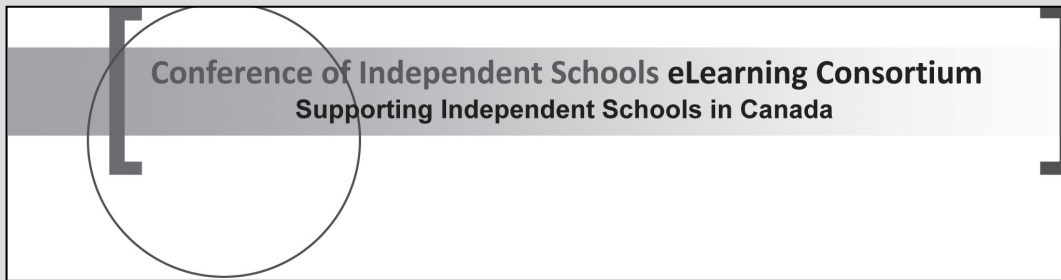 Conference of Independent Schools eLearning Consortium
Supporting Independent Schools in Canada